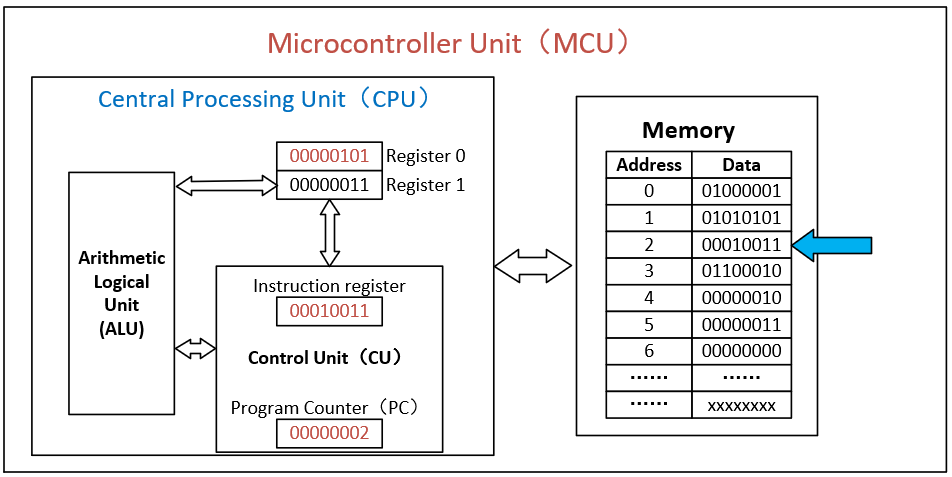 Microcontroller Unit（MCU）
Central Processing Unit（CPU）
00000101 Register 0
00000011 Register 1
Arithmetic
Logical
Unit
(ALU)
Instruction register
00010011
Control Unit（CU）
Program Counter（PC）
00000002
Memory
Address Data
0 01000001
1 01010101
2 00010011
3 01100010
4 00000010
5 00000011
6 00000000
...... ......
...... xxxxxxxx